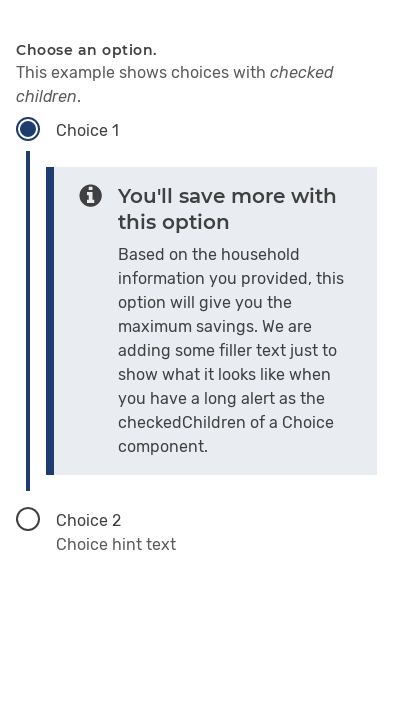 Choose an option.
This example shows choices with checked
children.
Choice 1
You'll save more with
this option
Based on the household
information you provided, this
option will give you the
maximum savings. We are
adding some filler text just to
show what it looks like when
you have a long alert as the
checkedChildren of a Choice
component.
Choice 2
Choice hint text